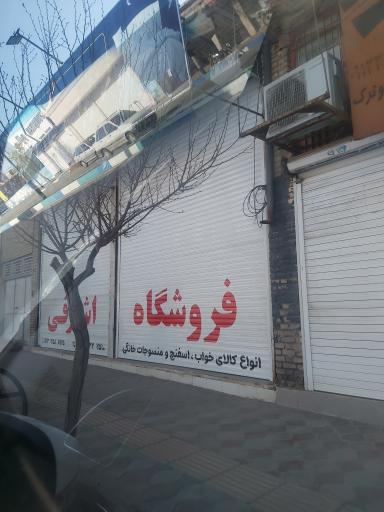 فروشگاه اشرفی
انواع کالای خواب ، اسفنج و منسوجات خانگی